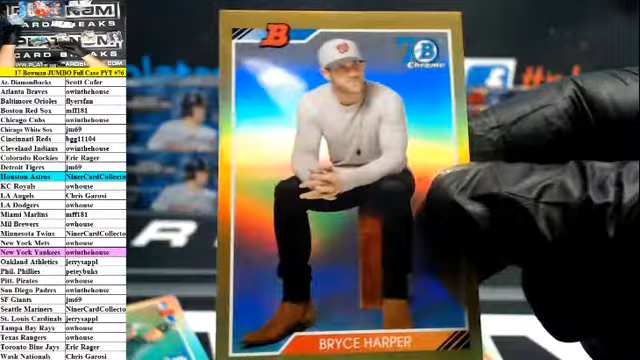 CARD BREAKS
17 Bowman JUMBO Full Case PYT #76
Az. Diamondbacks Scott Cofer
Atlanta Braves owinthehouse
Baltimore Orioles flyersfan
Boston Red Sox mff181
Chicago Cubs owinthehouse
Chicago White Sox jm69
Cincinnati Reds hgg11104
Cleveland Indians owinthehouse
Colorado Rockies Eric Rager
Detroit Tigers jm69
Houston Astros NinerCardCollecto
KC Royals owhouse
LA Angels Chris Garosi
LA Dodgers owhouse
Miami Marlins mff181
Mil Brewers owhouse
Minnesota Twins NinerCardCollecto
New York Mets owhouse
New York Yankees owinthehouse
Oakland Athletics jerrysappl
Phil. Phillies peteybuks
Pitt. Pirates owhouse
San Diego Padres owinthehouse
SF Giants jm69
Seattle Mariners NinerCardCollecto
St. Louis Cardinals jerrysappl
Tampa Bay Rays owhouse
Texas Rangers owhouse
Toronto Blue Jays Eric Rager
Wash Nationals Chris Garosi
B
70 B
Chrome
W
BRYCE HARPER